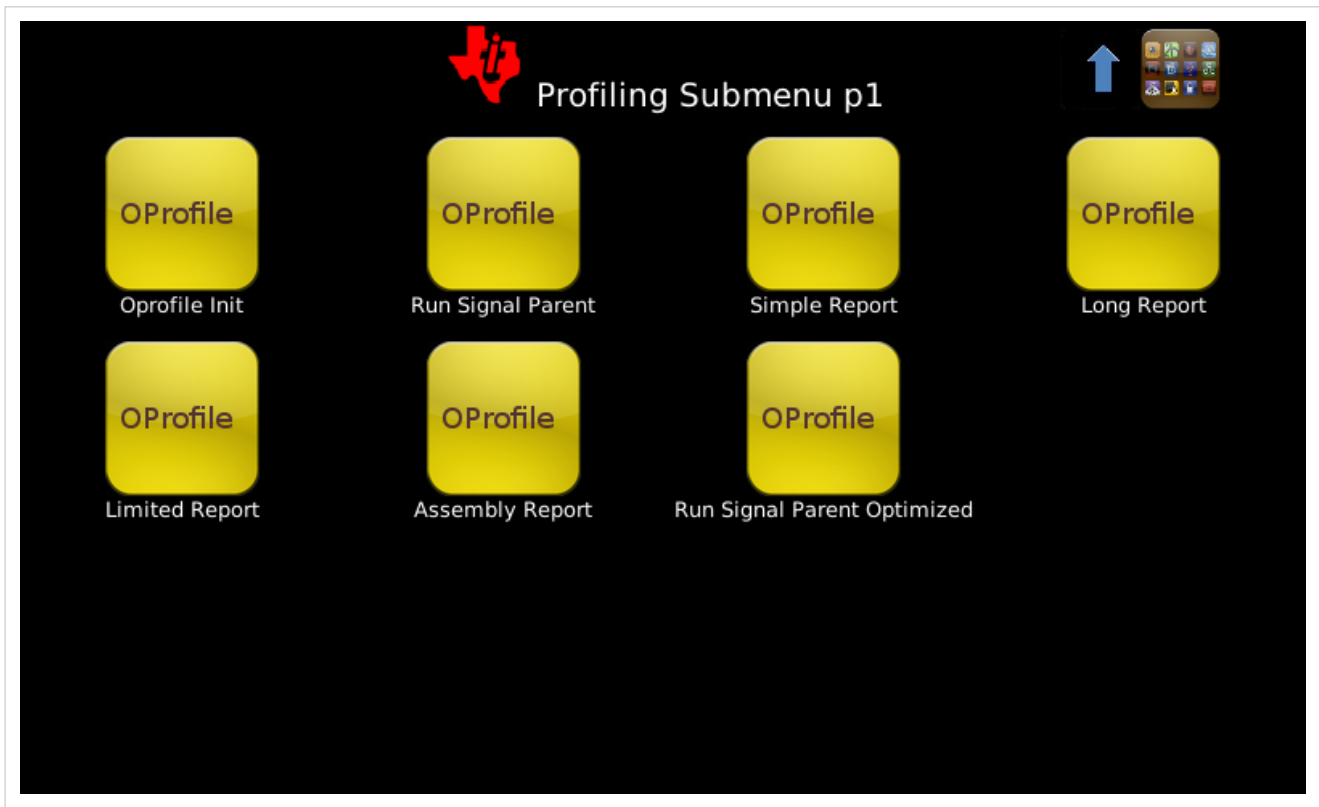 Profiling Submenu p1
OProfile OProfile OProfile OProfile
Oprofile Init Run Signal Parent Simple Report Long Report
OProfile OProfile OProfile
Limited Report Assembly Report Run Signal Parent Optimized